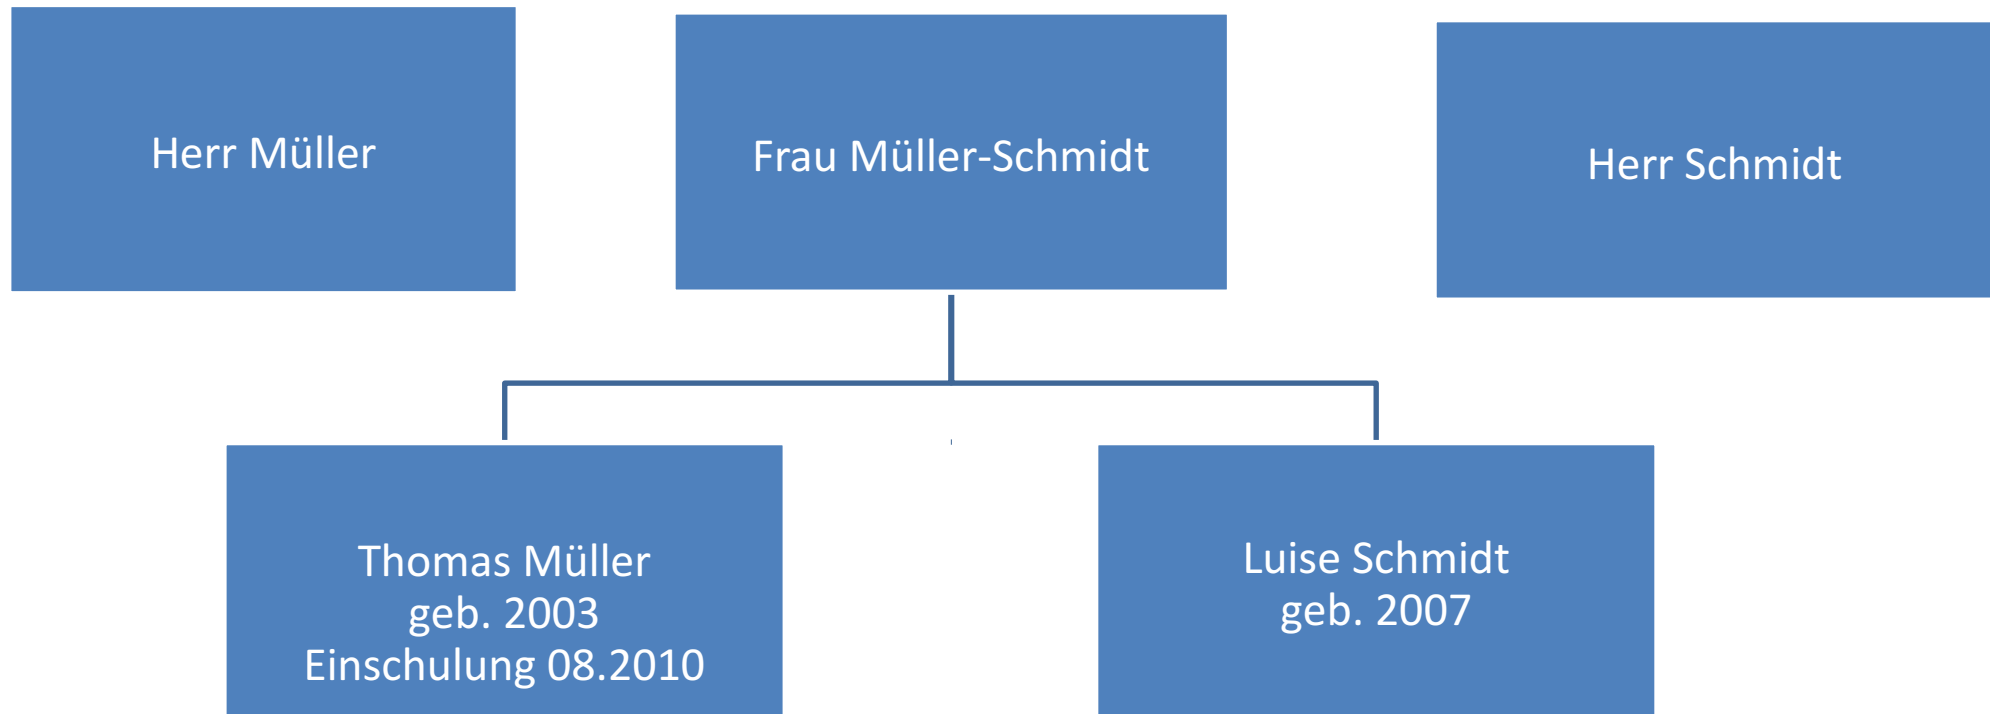 Herr Müller
Frau Müller-Schmidt
Herr Schmidt
Thomas Müller
geb. 2003
Einschulung 08.2010
Luise Schmidt
geb. 2007